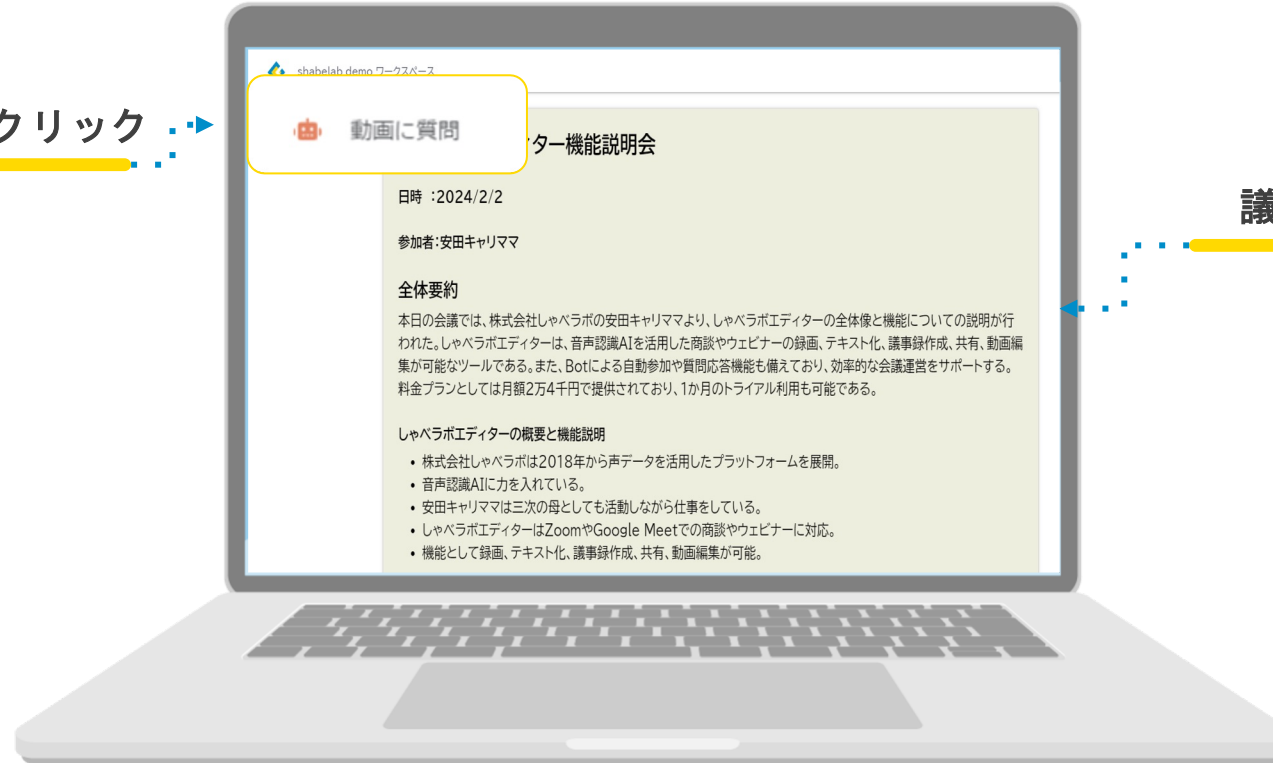 shabelab demo ワークスペース
クリック
動画に質問
ター機能説明会
日時 :2024/2/2
議
参加者:安田キャリママ
全体要約
本日の会議では、株式会社しゃべラボの安田キャリママより、しゃべラボエディターの全体像と機能についての説明が行
われた。しゃべラボエディターは、音声認識AIを活用した商談やウェビナーの録画、テキスト化、議事録作成、共有、動画編
集が可能なツールである。また、Botによる自動参加や質問応答機能も備えており、効率的な会議運営をサポートする。
料金プランとしては月額2万4千円で提供されており、1か月のトライアル利用も可能である。
しゃべラボエディターの概要と機能説明
• 株式会社しゃべラボは2018年から声データを活用したプラットフォームを展開。
• 音声認識AIに力を入れている。
• 安田キャリママは三次の母としても活動しながら仕事をしている。
• しゃべラボエディターはZoomやGoogle Meetでの商談やウェビナーに対応。
• 機能として録画、テキスト化、議事録作成、共有、動画編集が可能。